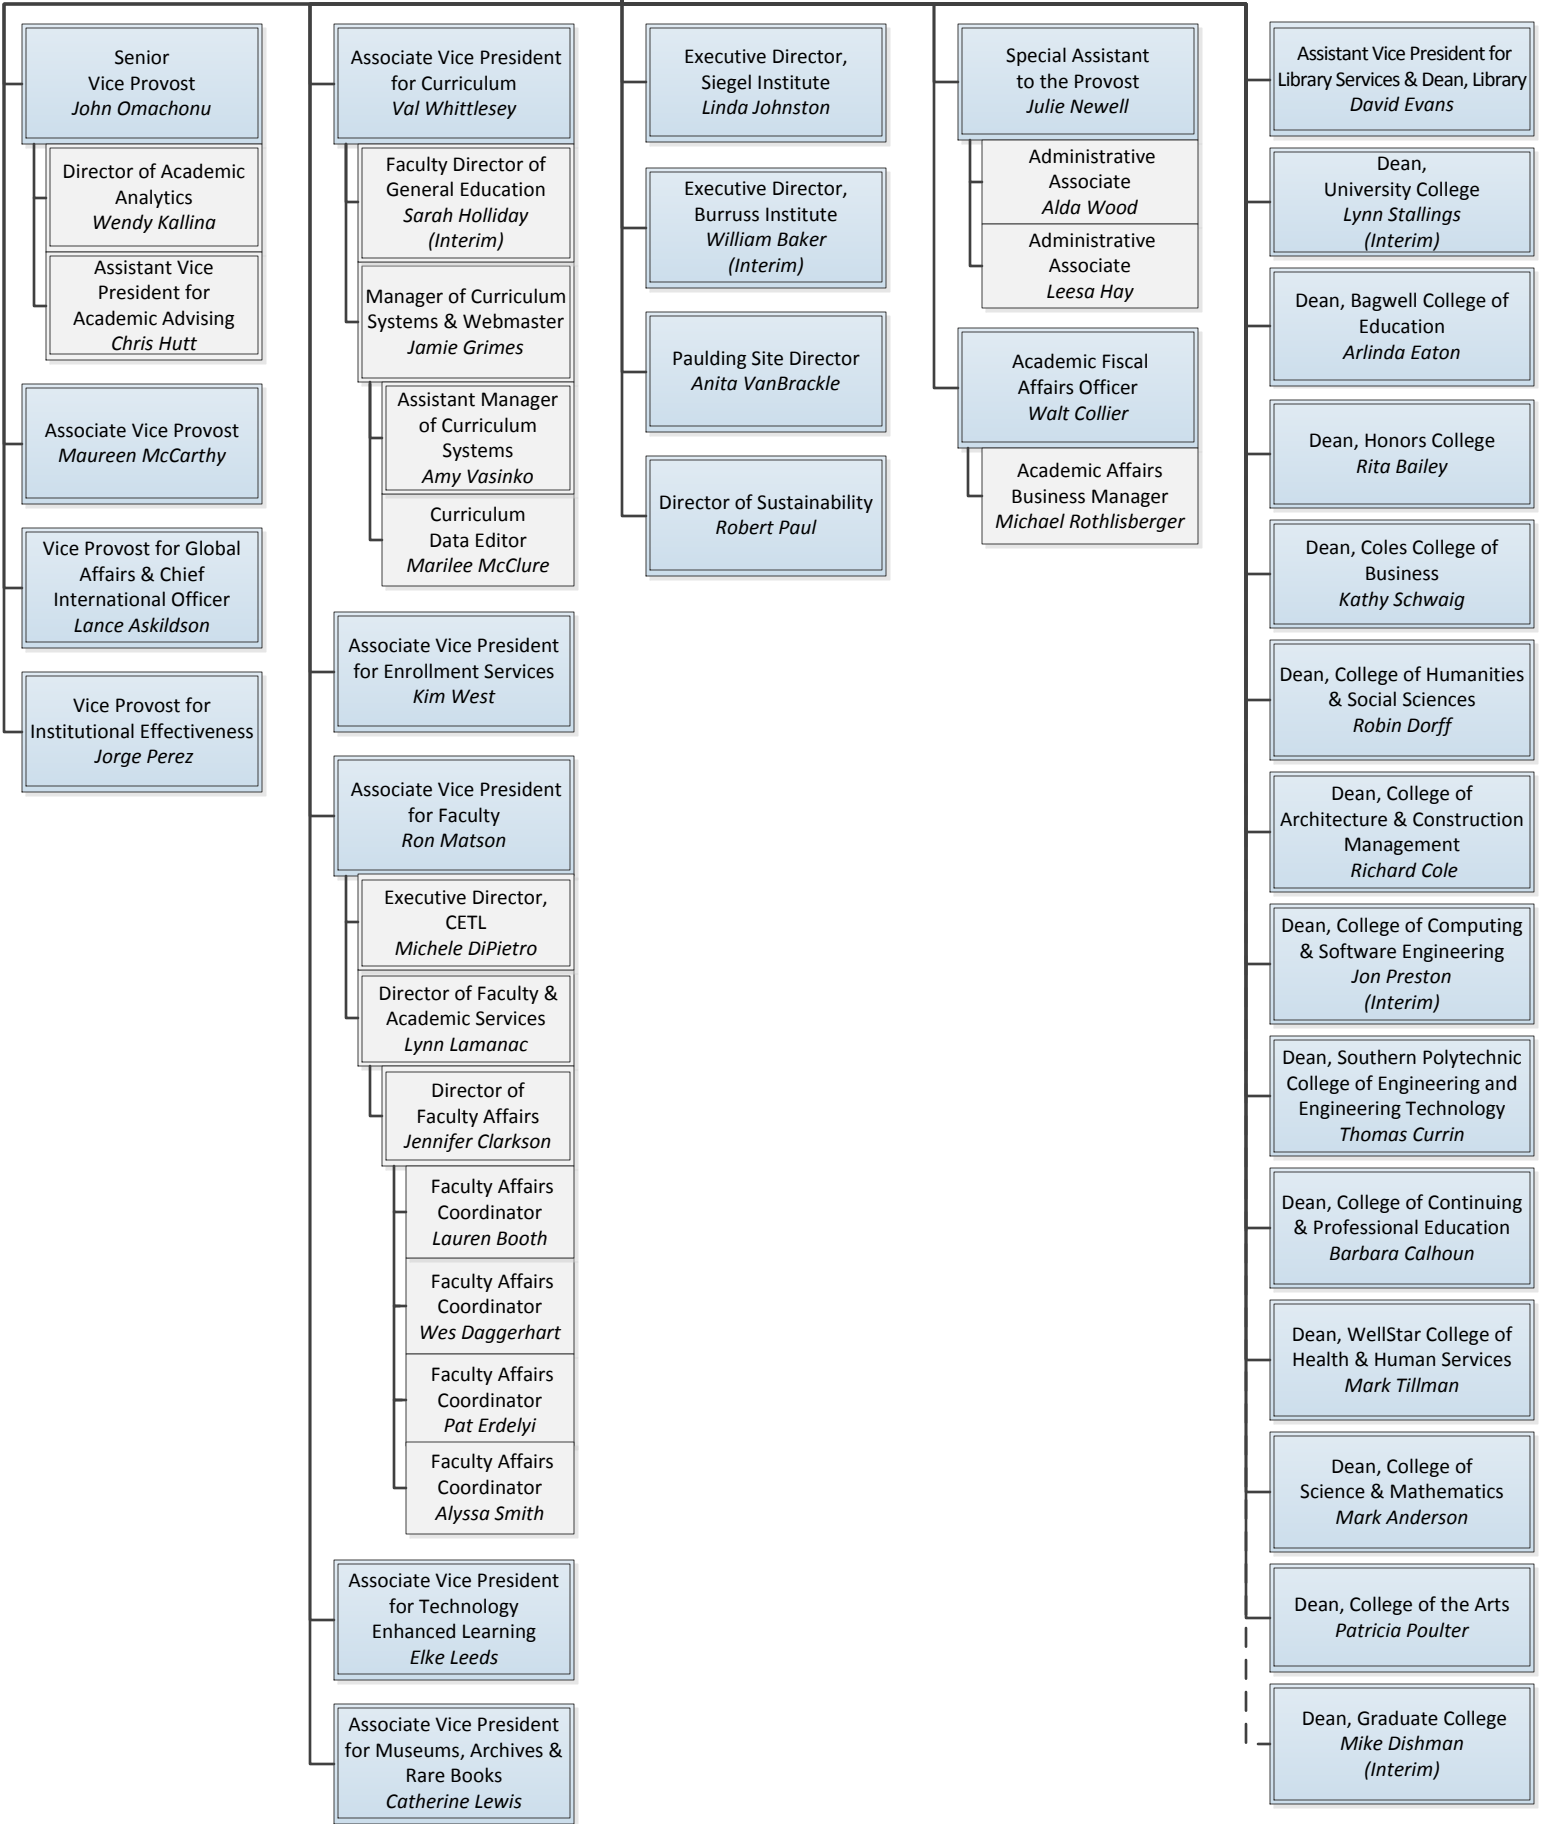 Senior
Vice Provost
John Omachonu
Director of Academic
Analytics
Wendy Kallina
Assistant Vice
President for
Academic Advising
Chris Hutt
Associate Vice Provost
Maureen McCarthy
Vice Provost for Global
Affairs & Chief
International Officer
Lance Askildson
Vice Provost for
Institutional Effectiveness
Jorge Perez
Associate Vice President
for Curriculum
Val Whittlesey
Faculty Director of
General Education
Sarah Holliday
(Interim)
Manager of Curriculum
Systems & Webmaster
Jamie Grimes
Assistant Manager
of Curriculum
Systems
Amy Vasinko
Curriculum
Data Editor
Marilee McClure
Associate Vice President
for Enrollment Services
Kim West
Associate Vice President
for Faculty
Ron Matson
Executive Director,
CETL
Michele DiPietro
Director of Faculty &
Academic Services
Lynn Lamanac
Director of
Faculty Affairs
Jennifer Clarkson
Faculty Affairs
Coordinator
Lauren Booth
Faculty Affairs
Coordinator
Wes Daggerhart
Faculty Affairs
Coordinator
Pat Erdelyi
Faculty Affairs
Coordinator
Alyssa Smith
Associate Vice President
for Technology
Enhanced Learning
Elke Leeds
Associate Vice President
for Museums, Archives &
Rare Books
Catherine Lewis
Executive Director,
Siegel Institute
Linda Johnston
Executive Director,
Burruss Institute
William Baker
(Interim)
Paulding Site Director
Anita VanBrackle
Director of Sustainability
Robert Paul
Special Assistant
to the Provost
Julie Newell
Administrative
Associate
Alda Wood
Administrative
Associate
Leesa Hay
Academic Fiscal
Affairs Officer
Walt Collier
Academic Affairs
Business Manager
Michael Rothlisberger
Assistant Vice President for
Library Services & Dean, Library
David Evans
Dean,
University College
Lynn Stallings
(Interim)
Dean, Bagwell College of
Education
Arlinda Eaton
Dean, Honors College
Rita Bailey
Dean, Coles College of
Business
Kathy Schwaig
Dean, College of Humanities
& Social Sciences
Robin Dorff
Dean, College of
Architecture & Construction
Management
Richard Cole
Dean, College of Computing
& Software Engineering
Jon Preston
(Interim)
Dean, Southern Polytechnic
College of Engineering and
Engineering Technology
Thomas Currin
Dean, College of Continuing
& Professional Education
Barbara Calhoun
Dean, WellStar College of
Health & Human Services
Mark Tillman
Dean, College of
Science & Mathematics
Mark Anderson
Dean, College of the Arts
Patricia Poulter
Dean, Graduate College
Mike Dishman
(Interim)